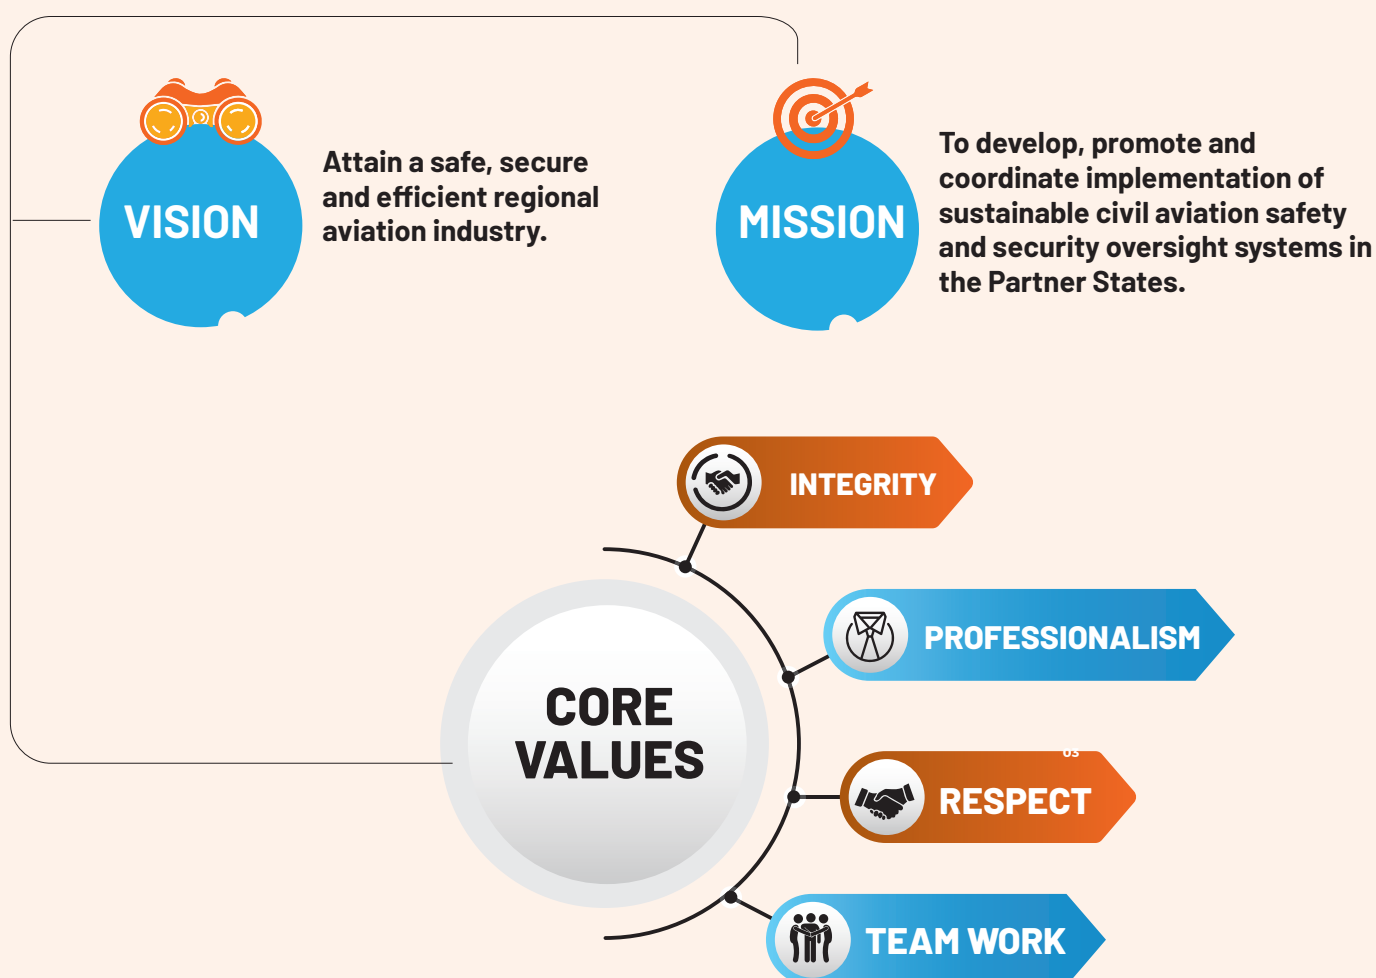 VISION
Attain a safe, secure
and efficient regional
aviation industry.
MISSION
To develop, promote and
coordinate implementation of
sustainable civil aviation safety
and security oversight systems in
the Partner States.
CORE
VALUES
INTEGRITY
PROFESSIONALISM
RESPECT
TEAM WORK